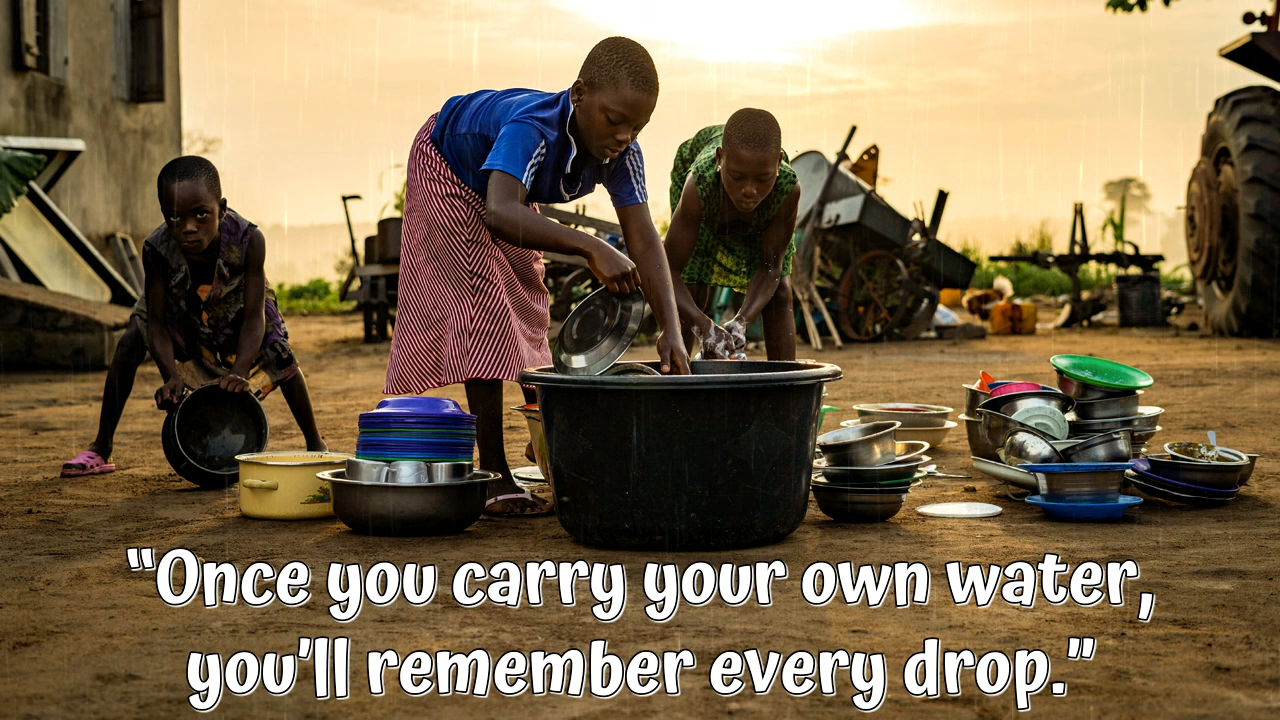 “Once you carry your own water,
you’ll remember every drop.”